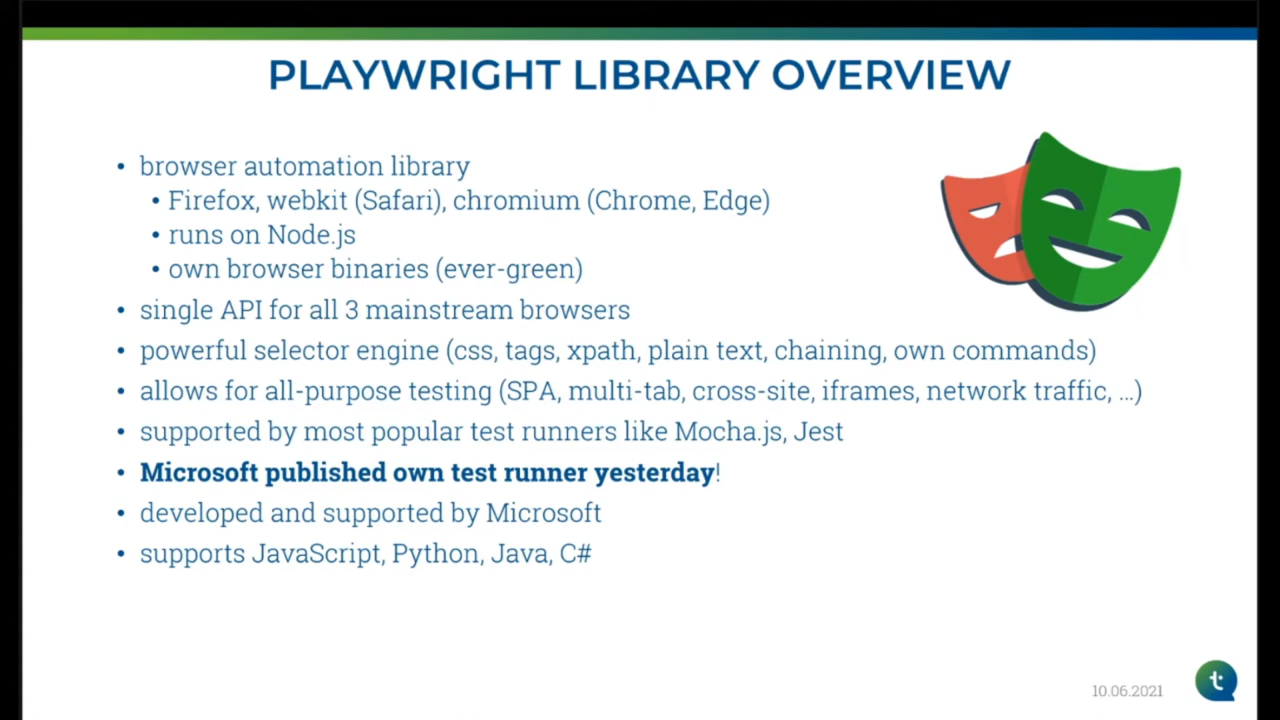 PLAYWRIGHT LIBRARY OVERVIEW
• browser automation library
• Firefox, webkit (Safari), chromium (Chrome, Edge)
• runs on Node.js
• own browser binaries (ever-green)
• single API for all 3 mainstream browsers
• powerful selector engine (css, tags, xpath, plain text, chaining, own commands)
• allows for all-purpose testing (SPA, multi-tab, cross-site, iframes, network traffic, …)
• supported by most popular test runners like Mocha.js, Jest
• Microsoft published own test runner yesterday!
• developed and supported by Microsoft
• supports JavaScript, Python, Java, C#
10.06.2021
t